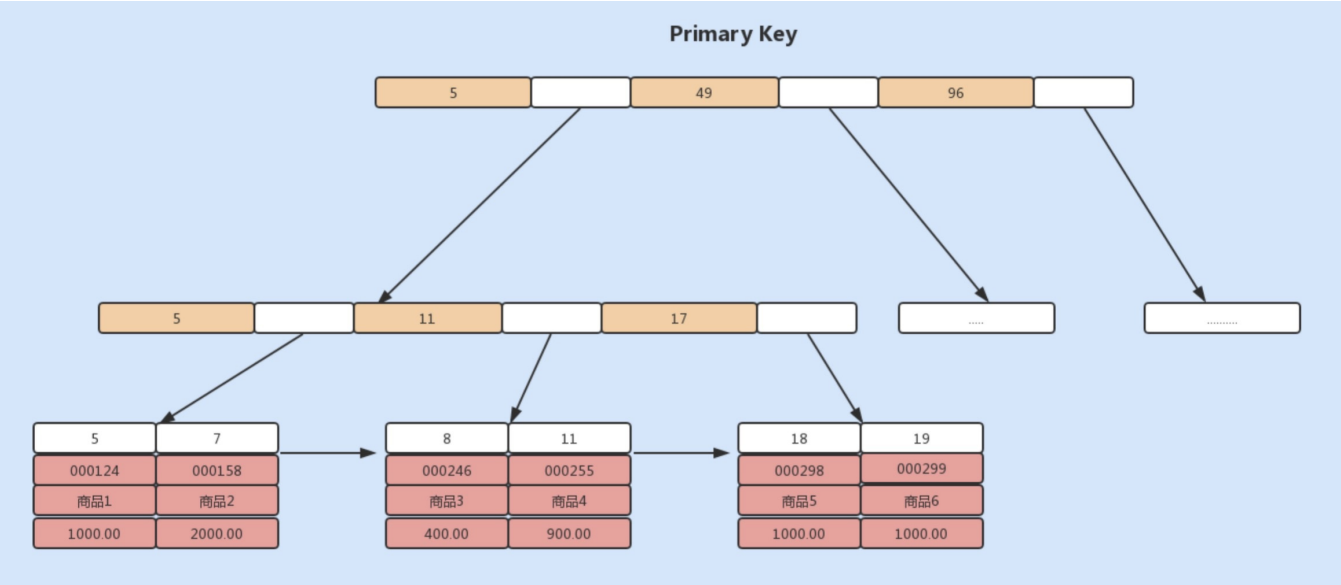 Primary Key
5 49 96
5 11 17 ..... ..........
5 7 8 11 18 19
000124 000158 000246 000255 000298 000299
商品1 商品2 商品3 商品4 商品5 商品6
1000.00 2000.00 400.00 900.00 1000.00 1000.00